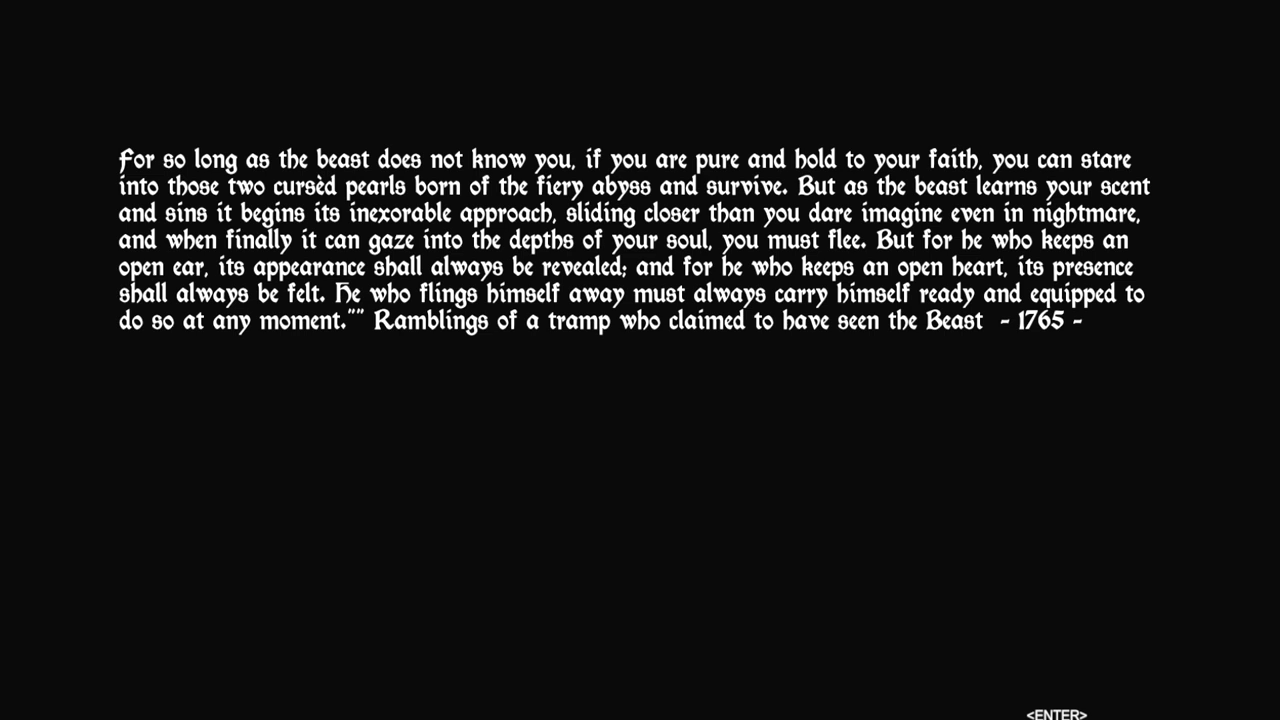 For so long as the beast does not know you, if you are pure and hold to your faith, you can stare
into those two cursèd pearls born of the fiery abyss and survive. But as the beast learns your scent
and sins it begins its inexorable approach, sliding closer than you dare imagine even in nightmare,
and when finally it can gaze into the depths of your soul, you must flee. But for he who keeps an
open ear, its appearance shall always be revealed; and for he who keeps an open heart, its presence
shall always be felt. He who flings himself away must always carry himself ready and equipped to
do so at any moment."" Ramblings of a tramp who claimed to have seen the Beast - 1765 -
<ENTER>